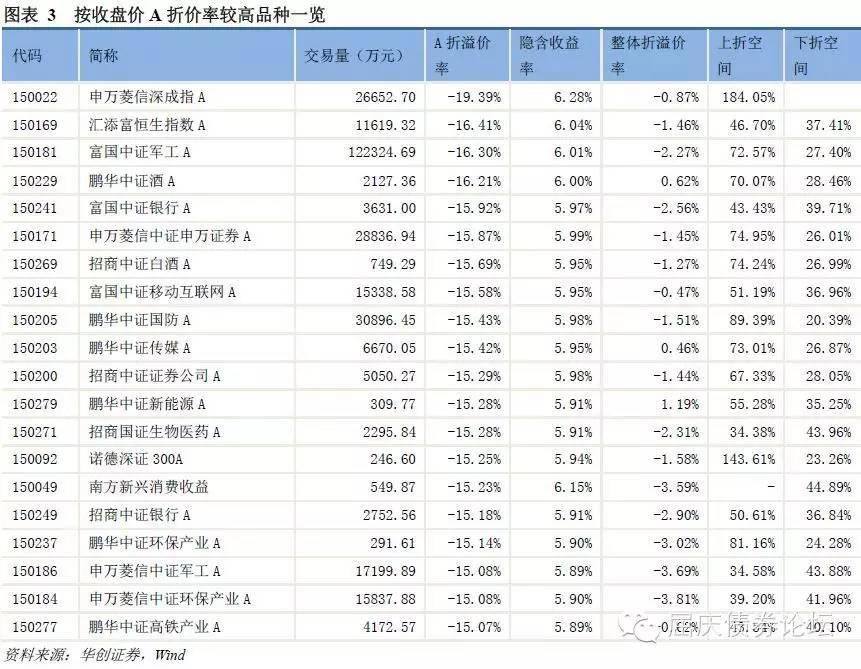 图表 3 按收盘价 A 折价率较高品种一览
代码 简称 交易量（万元） A 折溢价率 隐含收益率 整体折溢价率 上折空间 下折空间
150022 申万菱信深成指 A 26652.70 -19.39% 6.28% -0.87% 184.05%
150169 汇添富恒生指数 A 11619.32 -16.41% 6.04% -1.46% 46.70% 37.41%
150181 富国中证军工 A 122324.69 -16.30% 6.01% -2.27% 72.57% 27.40%
150229 鹏华中证酒 A 2127.36 -16.21% 6.00% 0.62% 70.07% 28.46%
150241 富国中证银行 A 3631.00 -15.92% 5.97% -2.56% 43.43% 39.71%
150171 申万菱信中证申万证券 A 28836.94 -15.87% 5.99% -1.45% 74.95% 26.01%
150269 招商中证白酒 A 749.29 -15.69% 5.95% -1.27% 74.24% 26.99%
150194 富国中证移动互联网 A 15338.58 -15.58% 5.95% -0.47% 51.19% 36.96%
150205 鹏华中证国防 A 30896.45 -15.43% 5.98% -1.51% 89.39% 20.39%
150203 鹏华中证传媒 A 6670.05 -15.42% 5.95% 0.46% 73.01% 26.87%
150200 招商中证证券公司 A 5050.27 -15.29% 5.98% -1.44% 67.33% 28.05%
150279 鹏华中证新能源 A 309.77 -15.28% 5.91% 1.19% 55.28% 35.25%
150271 招商国证生物医药 A 2295.84 -15.28% 5.91% -2.31% 34.38% 43.96%
150092 诺德深证 300A 246.60 -15.25% 5.94% -1.58% 143.61% 23.26%
150049 南方新兴消费收益 549.87 -15.23% 6.15% -3.59% - 44.89%
150249 招商中证银行 A 2752.56 -15.18% 5.91% -2.90% 50.61% 36.84%
150237 鹏华中证环保产业 A 291.61 -15.14% 5.90% -3.02% 81.16% 24.28%
150186 申万菱信中证军工 A 17199.89 -15.08% 5.89% -3.69% 34.58% 43.88%
150184 申万菱信中证环保产业 A 15837.88 -15.08% 5.90% -3.81% 39.20% 41.96%
150277 鹏华中证高铁产业 A 4172.57 -15.07% 5.89%
屈庆债券论坛
资料来源：华创证券，Wind